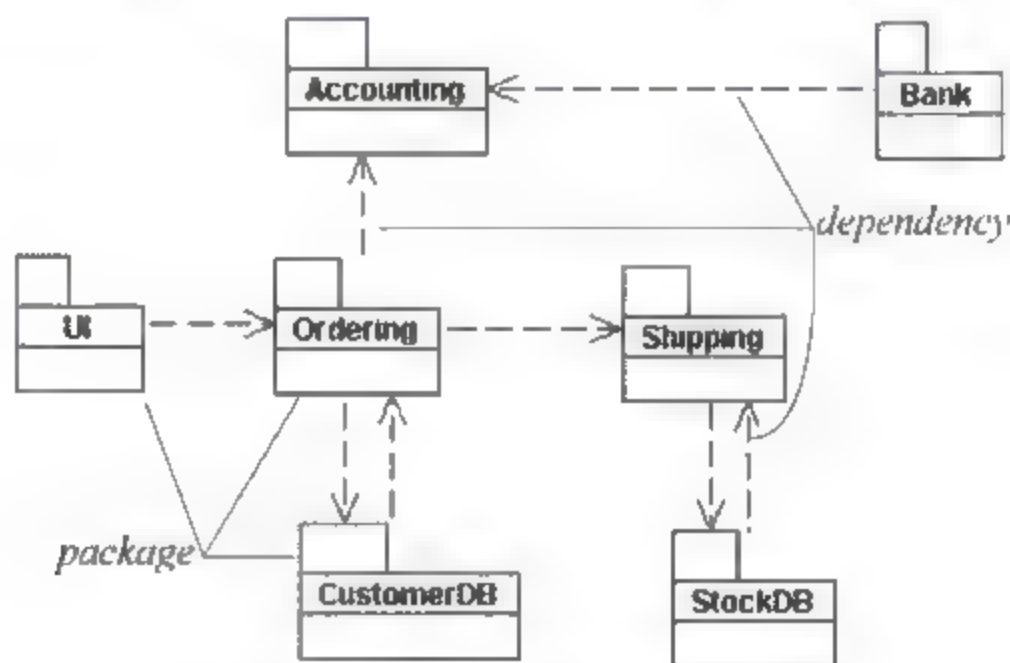 Accounting
Bank
dependency
UI
Ordering
Shipping
package
CustomerDB
StockDB